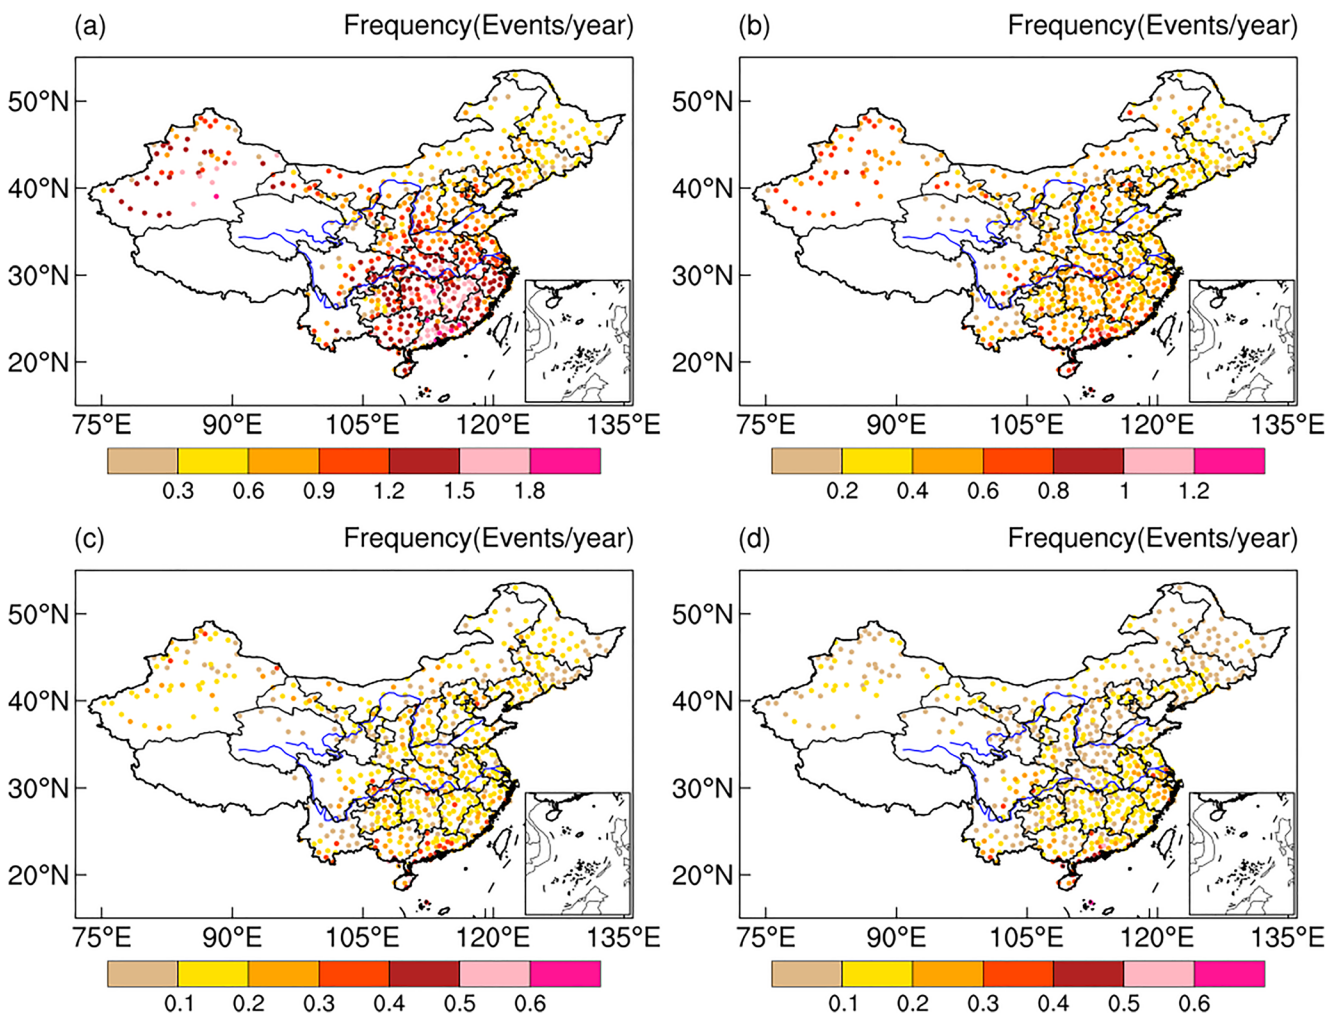 (a) Frequency(Events/year)
50°N
40°N
30°N
20°N
75°E 90°E 105°E 120°E 135°E
0.3 0.6 0.9 1.2 1.5 1.8
(b) Frequency(Events/year)
50°N
40°N
30°N
20°N
75°E 90°E 105°E 120°E 135°E
0.2 0.4 0.6 0.8 1 1.2
(c) Frequency(Events/year)
50°N
40°N
30°N
20°N
75°E 90°E 105°E 120°E 135°E
0.1 0.2 0.3 0.4 0.5 0.6
(d) Frequency(Events/year)
50°N
40°N
30°N
20°N
75°E 90°E 105°E 120°E 135°E
0.1 0.2 0.3 0.4 0.5 0.6